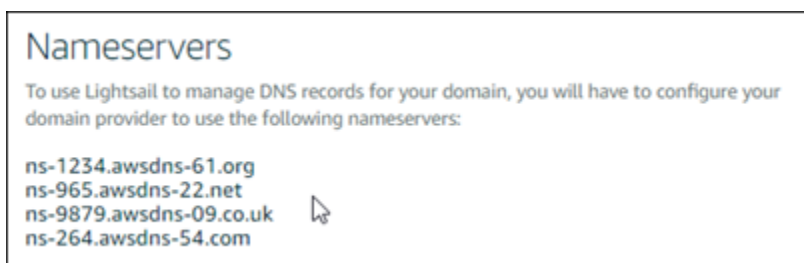 Nameservers
To use Lightsail to manage DNS records for your domain, you will have to configure your
domain provider to use the following nameservers:
ns-1234.awsdns-61.org
ns-965.awsdns-22.net
ns-9879.awsdns-09.co.uk
ns-264.awsdns-54.com